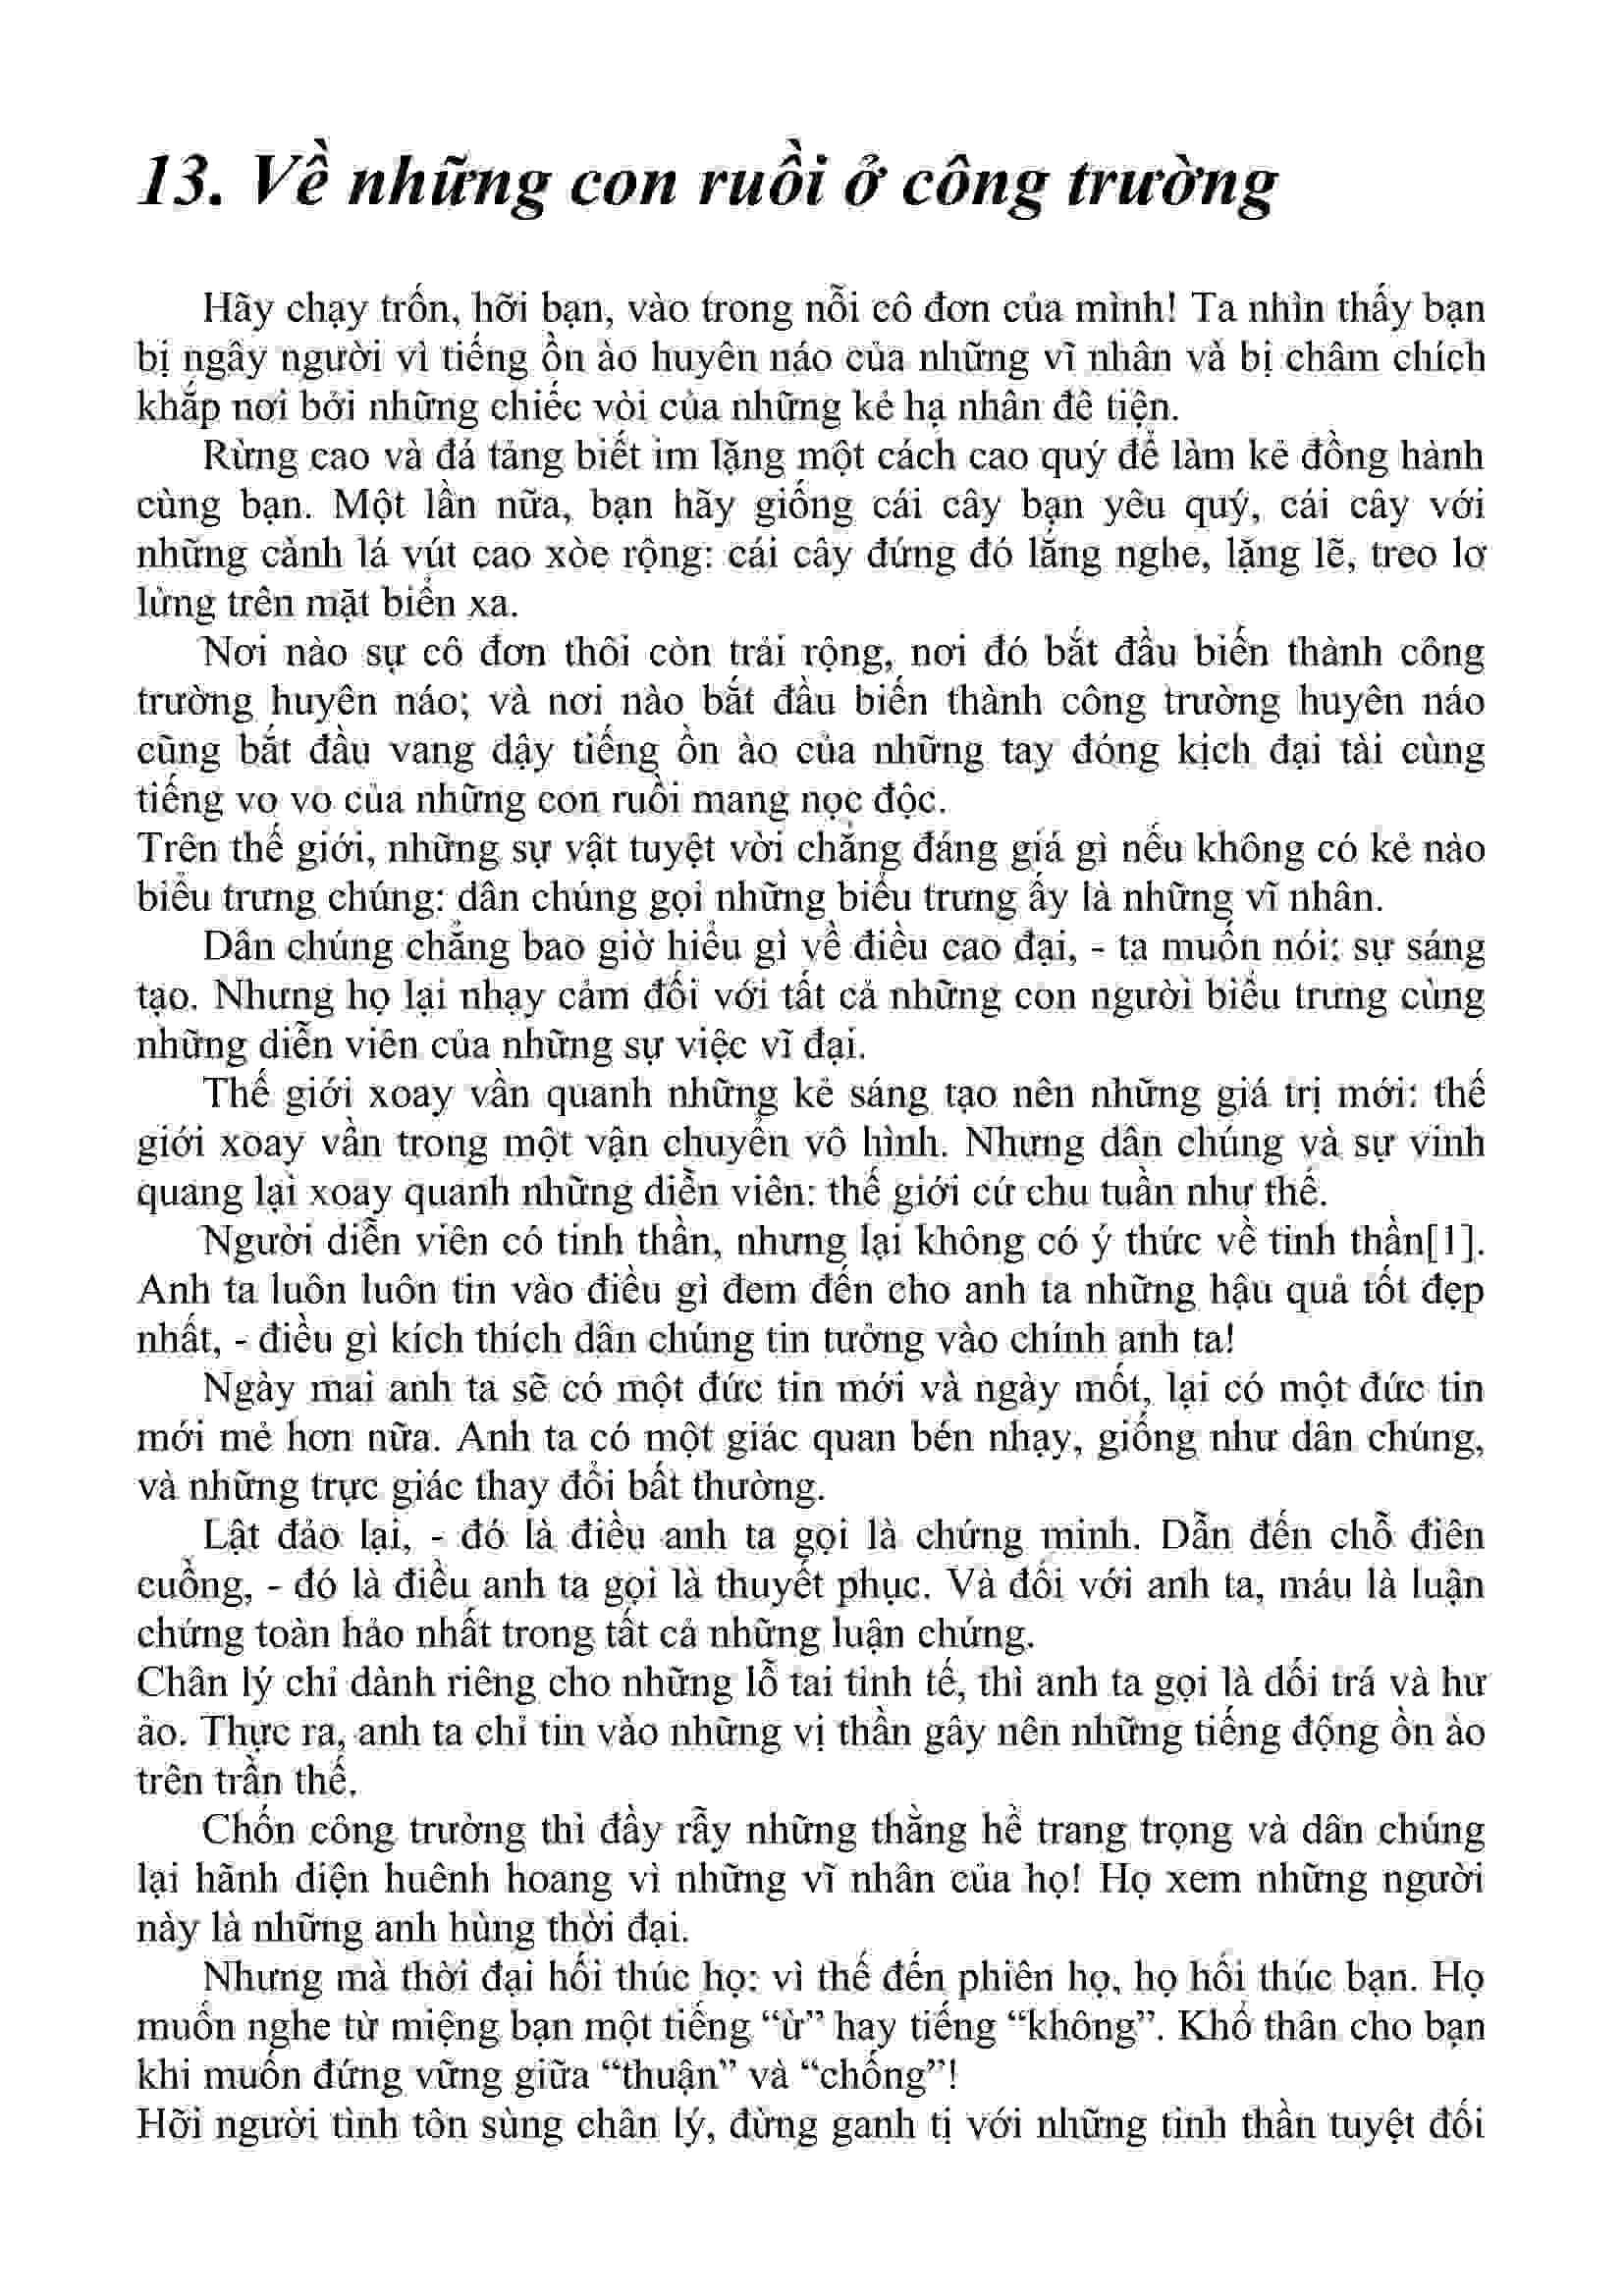 13. Về những con ruồi ở công trường
Hãy chạy trốn, hỡi bạn, vào trong nỗi cô đơn của mình! Ta nhìn thấy bạn
bị ngây người vì tiếng ồn ào huyên náo của những vĩ nhân và bị châm chích
khắp nơi bởi những chiếc vòi của những kẻ hạ nhân đê tiện.
Rừng cao và đá tảng biết im lặng một cách cao quý để làm kẻ đồng hành
cùng bạn. Một lần nữa, bạn hãy giống cái cây bạn yêu quý, cái cây với
những cành lá vút cao xòe rộng: cái cây đứng đó lắng nghe, lặng lẽ, treo lơ
lửng trên mặt biển xa.
Nơi nào sự cô đơn thôi còn trải rộng, nơi đó bắt đầu biến thành công
trường huyên náo; và nơi nào bắt đầu biến thành công trường huyên náo
cũng bắt đầu vang dậy tiếng ồn ào của những tay đóng kịch đại tài cùng
tiếng vo vo của những con ruồi mang nọc độc.
Trên thế giới, những sự vật tuyệt vời chẳng đáng giá gì nếu không có kẻ nào
biểu trưng chúng: dân chúng gọi những biểu trưng ấy là những vĩ nhân.
Dân chúng chẳng bao giờ hiểu gì về điều cao đại, - ta muốn nói: sự sáng
tạo. Nhưng họ lại nhạy cảm đối với tất cả những con người biểu trưng cùng
những diễn viên của những sự việc vĩ đại.
Thế giới xoay vần quanh những kẻ sáng tạo nên những giá trị mới: thế
giới xoay vần trong một vận chuyển vô hình. Nhưng dân chúng và sự vinh
quang lại xoay quanh những diễn viên: thế giới cứ chu tuần như thế.
Người diễn viên có tinh thần, nhưng lại không có ý thức về tinh thần[1].
Anh ta luôn luôn tin vào điều gì đem đến cho anh ta những hậu quả tốt đẹp
nhất, - điều gì kích thích dân chúng tin tưởng vào chính anh ta!
Ngày mai anh ta sẽ có một đức tin mới và ngày mốt, lại có một đức tin
mới mẻ hơn nữa. Anh ta có một giác quan bén nhạy, giống như dân chúng,
và những trực giác thay đổi bất thường.
Lật đảo lại, - đó là điều anh ta gọi là chứng minh. Dẫn đến chỗ điên
cuồng, - đó là điều anh ta gọi là thuyết phục. Và đối với anh ta, máu là luận
chứng toàn hảo nhất trong tất cả những luận chứng.
Chân lý chỉ dành riêng cho những lỗ tai tinh tế, thì anh ta gọi là dối trá và hư
ảo. Thực ra, anh ta chỉ tin vào những vị thần gây nên những tiếng động ồn ào
trên trần thế.
Chốn công trường thì đầy rẫy những thằng hề trang trọng và dân chúng
lại hãnh diện huênh hoang vì những vĩ nhân của họ! Họ xem những người
này là những anh hùng thời đại.
Nhưng mà thời đại hối thúc họ: vì thế đến phiên họ, họ hối thúc bạn. Họ
muốn nghe từ miệng bạn một tiếng “ừ” hay tiếng “không”. Khổ thân cho bạn
khi muốn đứng vững giữa “thuận” và “chống”!
Hỡi người tình tôn sùng chân lý, đừng ganh tị với những tinh thần tuyệt đối